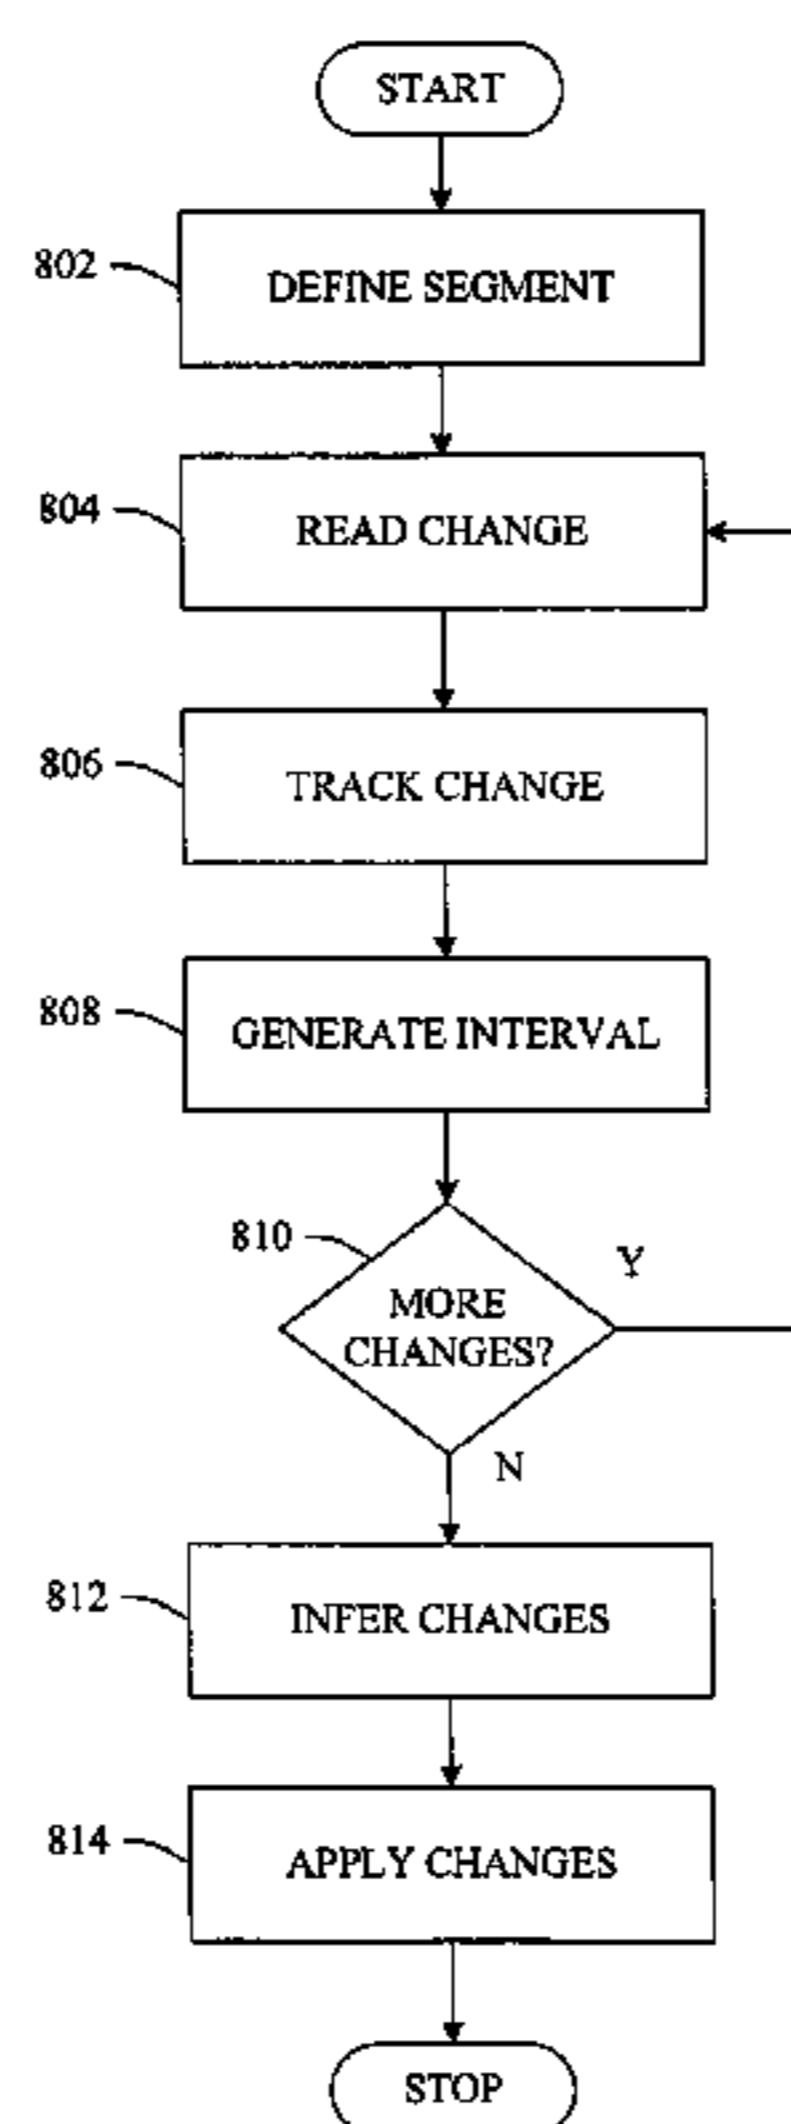 START
802
DEFINE SEGMENT
804
READ CHANGE
806
TRACK CHANGE
808
GENERATE INTERVAL
810
MORE
CHANGES?
Y
N
812
INFER CHANGES
814
APPLY CHANGES
STOP